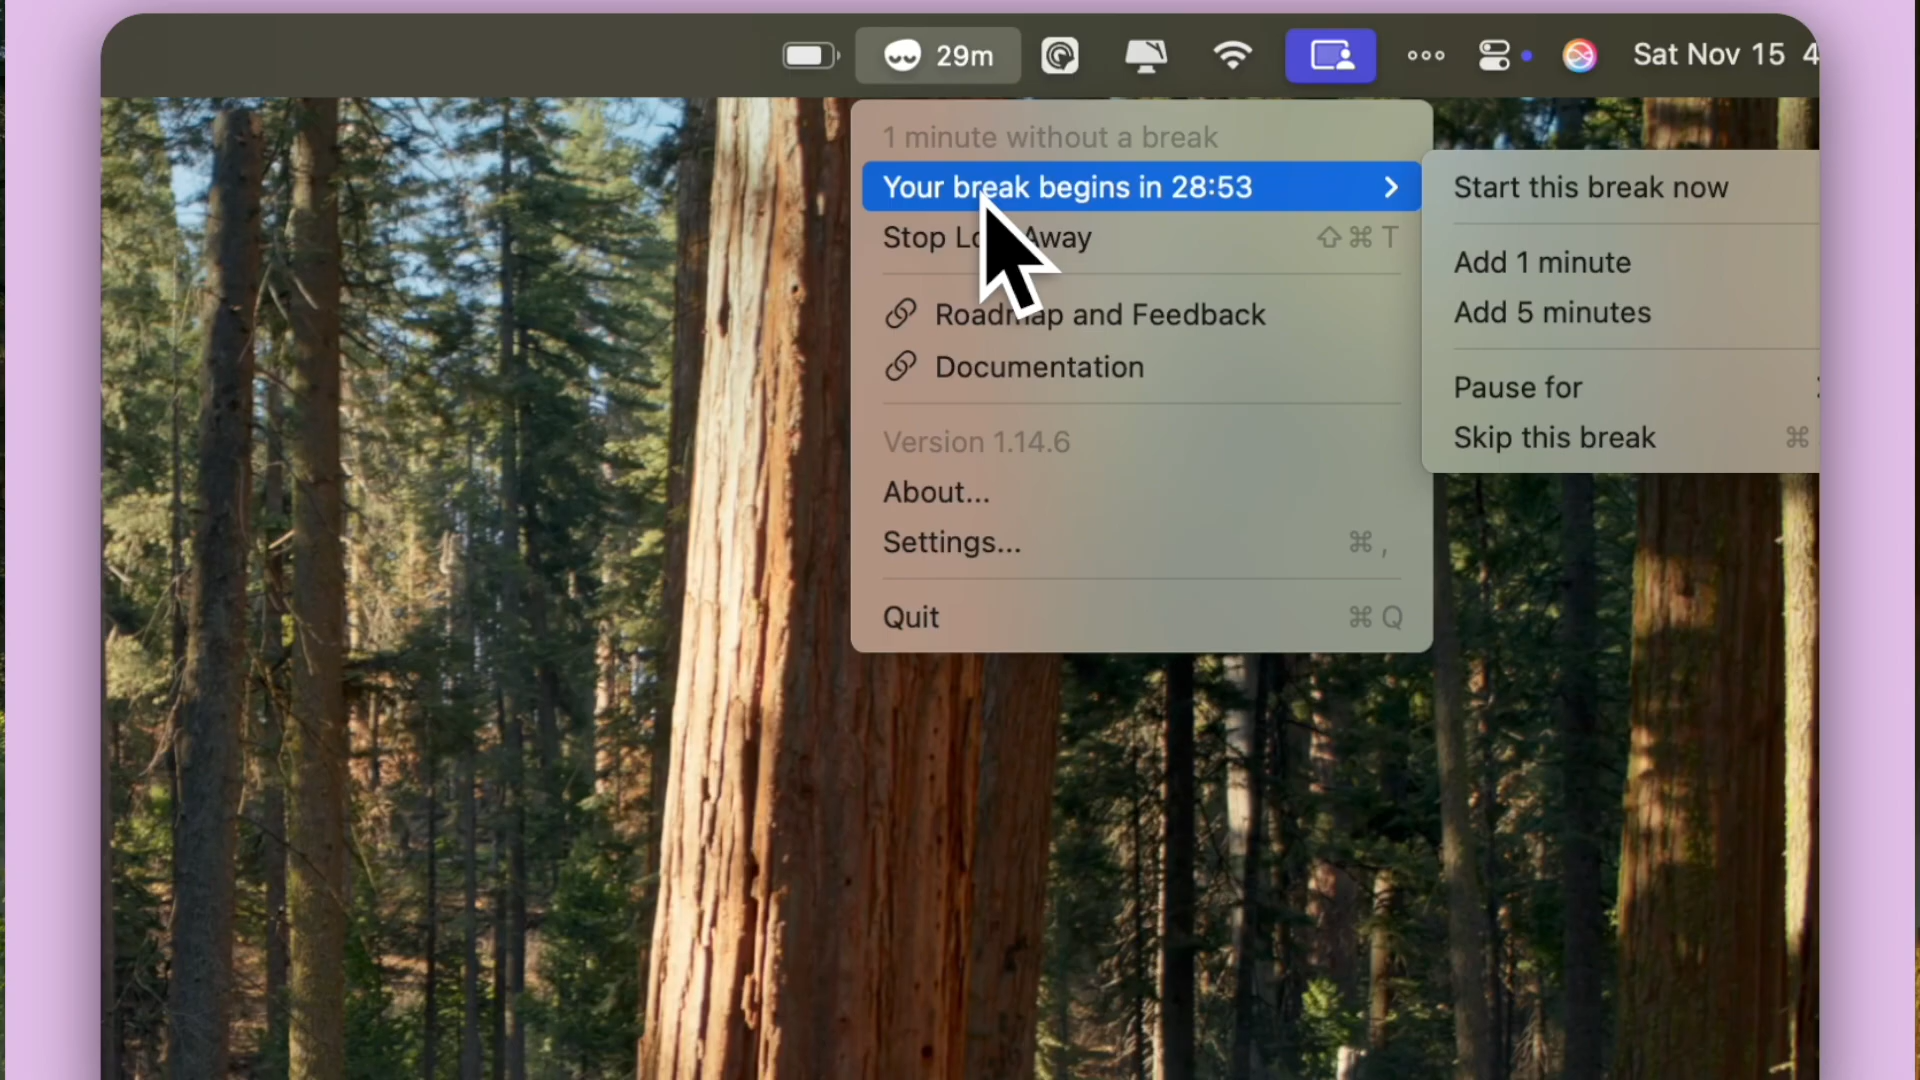 29m
Sat Nov 15 4
1 minute without a break
Your break begins in 28:53
Start this break now
Stop Away
⇧ ⌘ T
Add 1 minute
Add 5 minutes
Roadmap and Feedback
Documentation
Pause for
Skip this break ⌘
Version 1.14.6
About...
Settings... ⌘ ,
Quit ⌘ Q